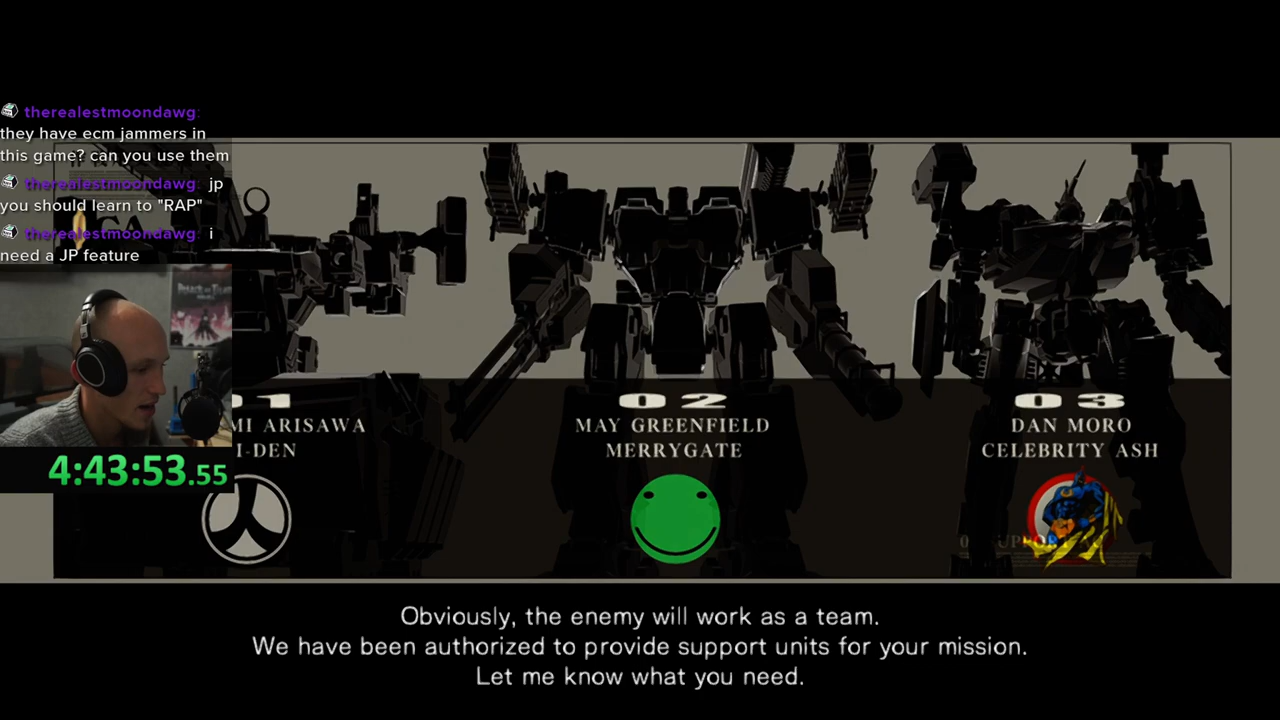 therealestmoondawg:
they have ecm jammers in
this game? can you use them
therealestmoondawg: jp
you should learn to "RAP"
therealestmoondawg: i
need a JP feature
4:43:53.55
01
MI ARISAWA
I-DEN
02
MAY GREENFIELD
MERRYGATE
03
DAN MORO
CELEBRITY ASH
Obviously, the enemy will work as a team.
We have been authorized to provide support units for your mission.
Let me know what you need.